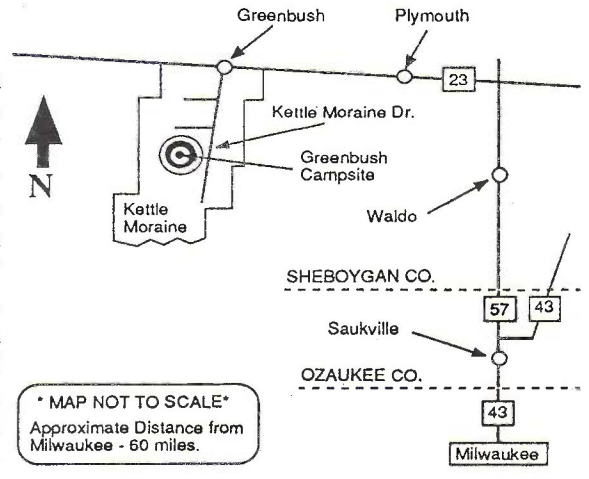 Greenbush
Plymouth
23
Kettle Moraine Dr.
Greenbush
Campsite
N
Kettle
Moraine
Waldo
SHEBOYGAN CO.
57
43
Saukville
OZAUKEE CO.
* MAP NOT TO SCALE*
Approximate Distance from
Milwaukee - 60 miles.
43
Milwaukee